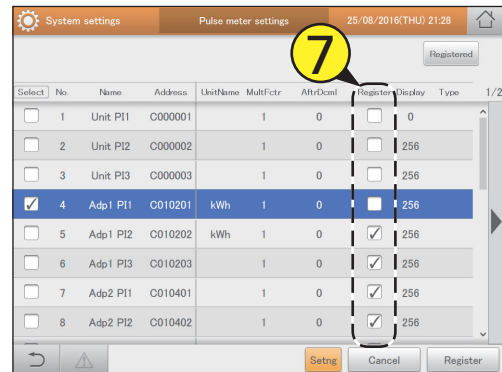 System settings Pulse meter settings 25/08/2016(THU) 21:28
7
Registered
Select No. Name Address UnitName MultFctr AftrDcml Register Display Type 1/2
1 Unit PI1 C000001 1 0 0
2 Unit PI2 C000002 1 0 256
3 Unit PI3 C000003 1 0 256
4 Adp1 PI1 C010201 kWh 1 0 256
5 Adp1 PI2 C010202 kWh 1 0 256
6 Adp1 PI3 C010203 1 0 256
7 Adp2 PI1 C010401 1 0 256
8 Adp2 PI2 C010402 1 0 256
Setng Cancel Register